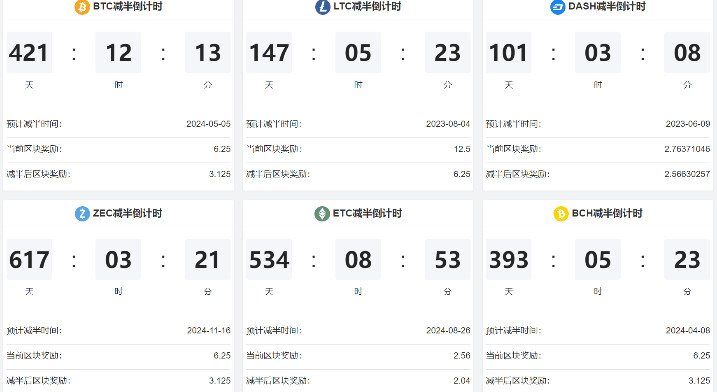 BTC减半倒计时
421 : 12 : 13
天 时 分
预计减半时间: 2024-05-05
当前区块奖励: 6.25
减半后区块奖励: 3.125
LTC减半倒计时
147 : 05 : 23
天 时 分
预计减半时间: 2023-08-04
当前区块奖励: 12.5
减半后区块奖励: 6.25
DASH减半倒计时
101 : 03 : 08
天 时 分
预计减半时间: 2023-06-09
当前区块奖励: 2.76371046
减半后区块奖励: 2.56630257
ZEC减半倒计时
617 : 03 : 21
天 时 分
预计减半时间: 2024-11-16
当前区块奖励: 6.25
减半后区块奖励: 3.125
ETC减半倒计时
534 : 08 : 53
天 时 分
预计减半时间: 2024-08-26
当前区块奖励: 2.56
减半后区块奖励: 2.04
BCH减半倒计时
393 : 05 : 23
天 时 分
预计减半时间: 2024-04-08
当前区块奖励: 6.25
减半后区块奖励: 3.125